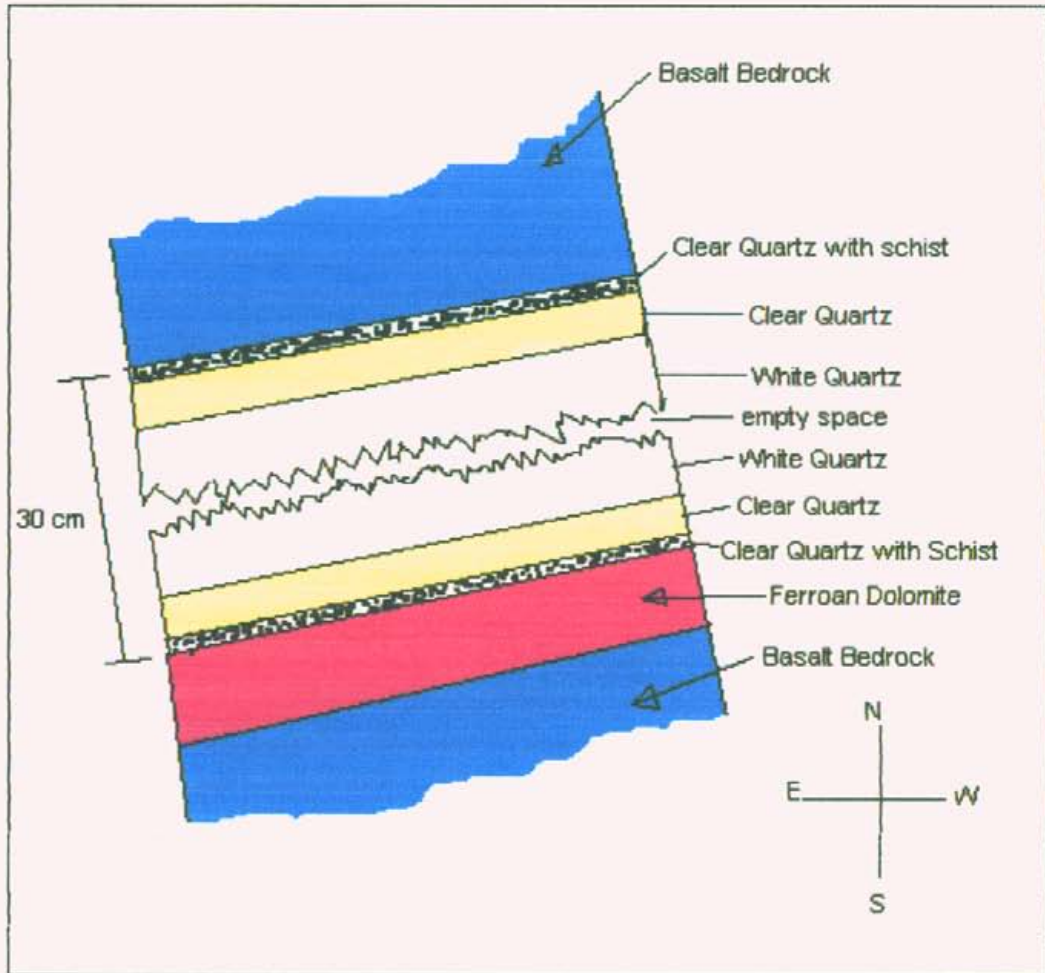 Basalt Bedrock
Clear Quartz with schist
Clear Quartz
White Quartz
empty space
White Quartz
Clear Quartz
30 cm
Clear Quartz with Schist
Ferroan Dolomite
Basalt Bedrock
N
E W
S